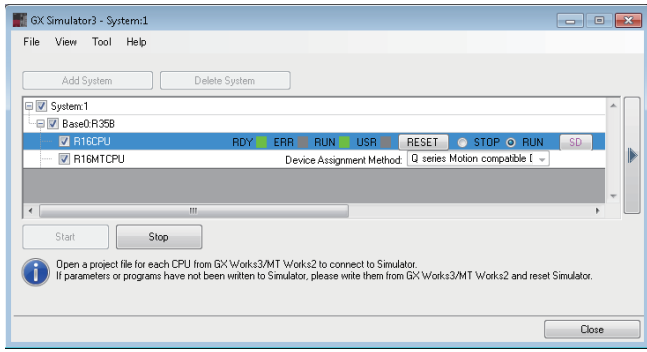 GX Simulator3 - System:1
File View Tool Help
Add System Delete System
System:1
Base0:R35B
R16CPU RDY ERR RUN USR RESET STOP RUN SD
R16MTCPU Device Assignment Method: Q series Motion compatible
Start Stop
Open a project file for each CPU from GX Works3/MT Works2 to connect to Simulator.
If parameters or programs have not been written to Simulator, please write them from GX Works3/MT Works2 and reset Simulator.
Close